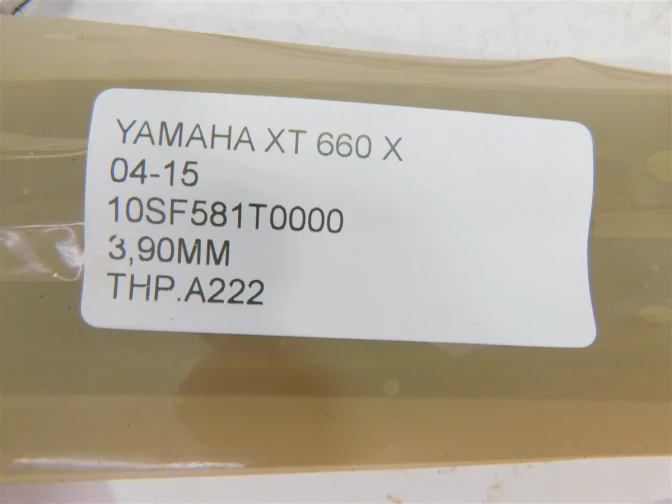 YAMAHA XT 660 X
04-15
10SF581T0000
3,90MM
THP.A222